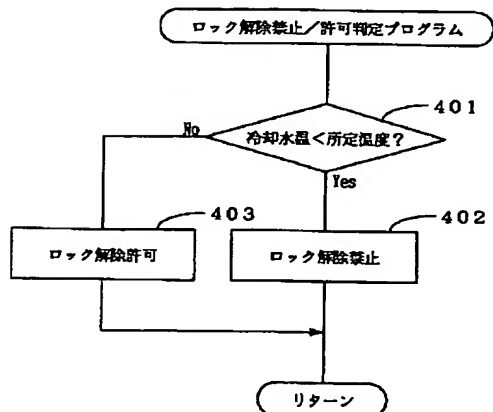 ロック解除禁止／許可判定プログラム
401
冷却水温＜所定温度？
No
Yes
403
402
ロック解除許可
ロック解除禁止
リターン